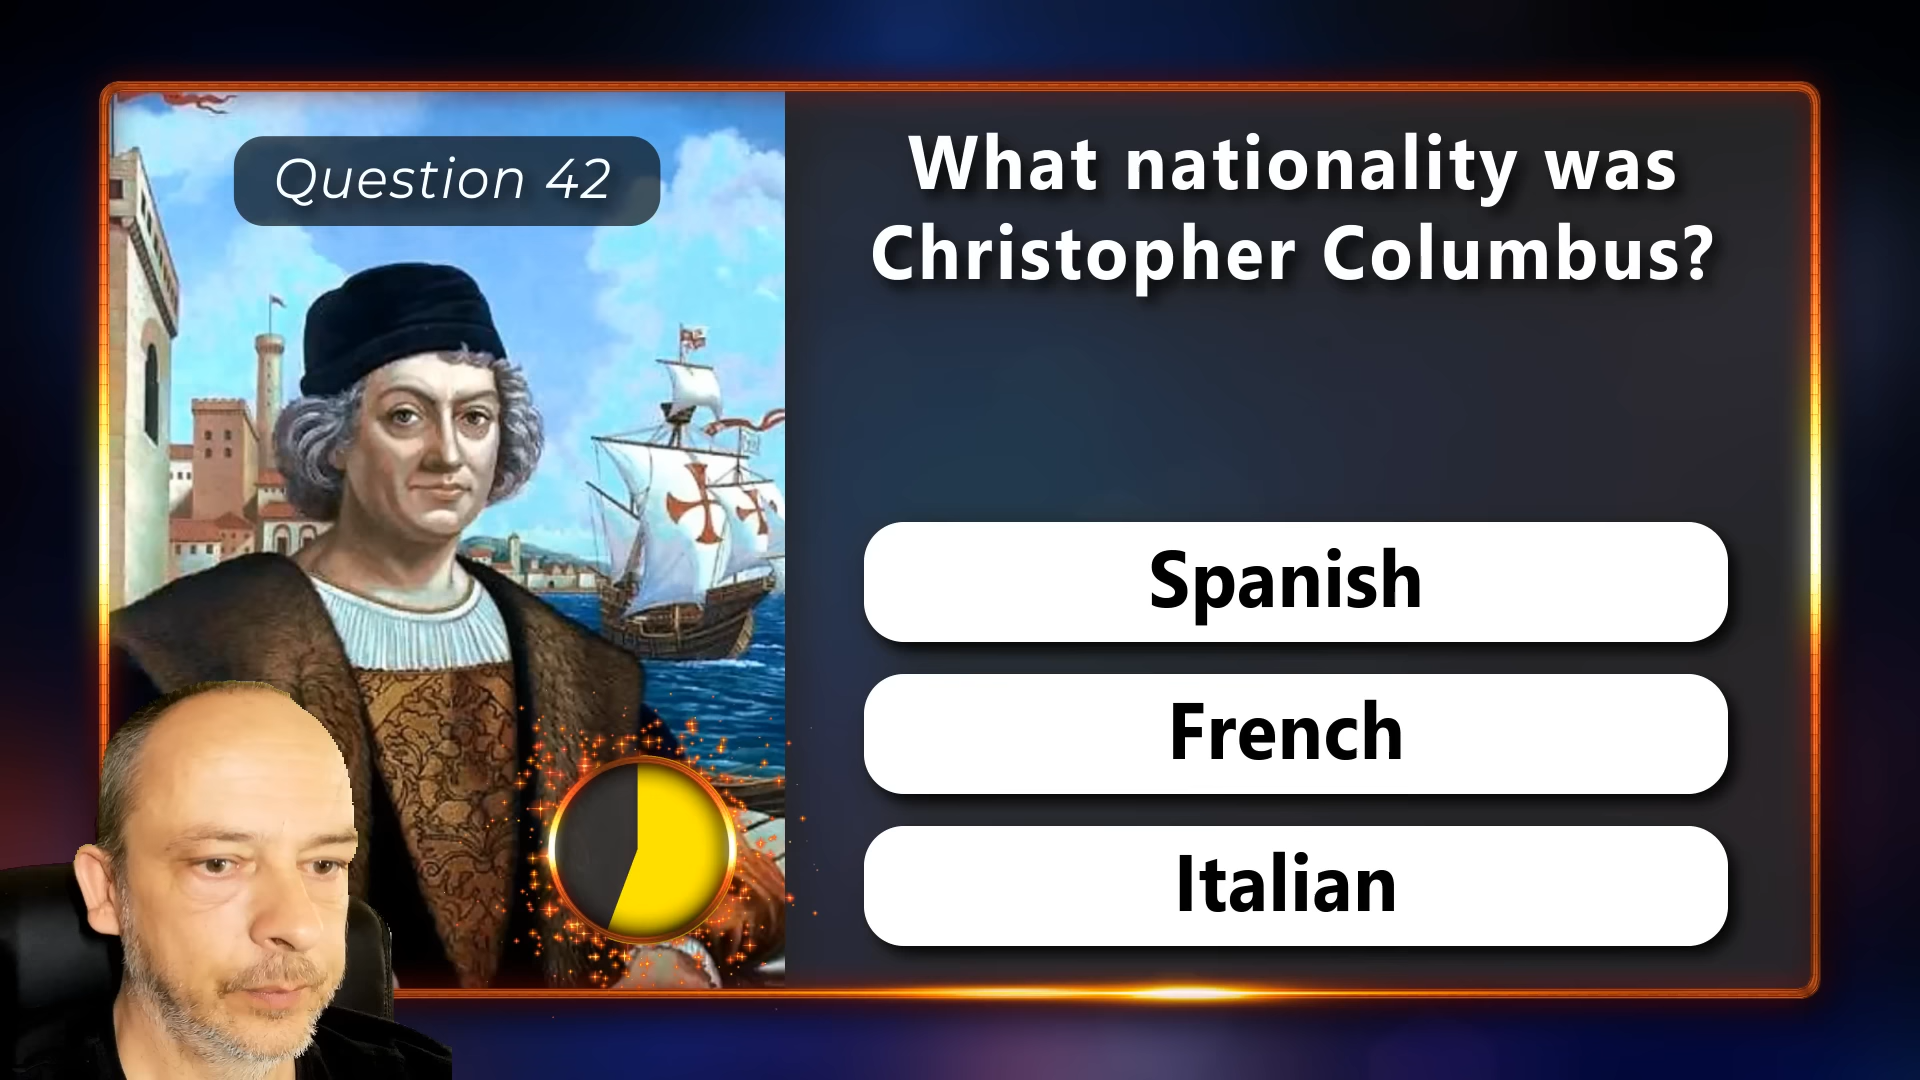 Question 42
What nationality was
Christopher Columbus?
Spanish
French
Italian